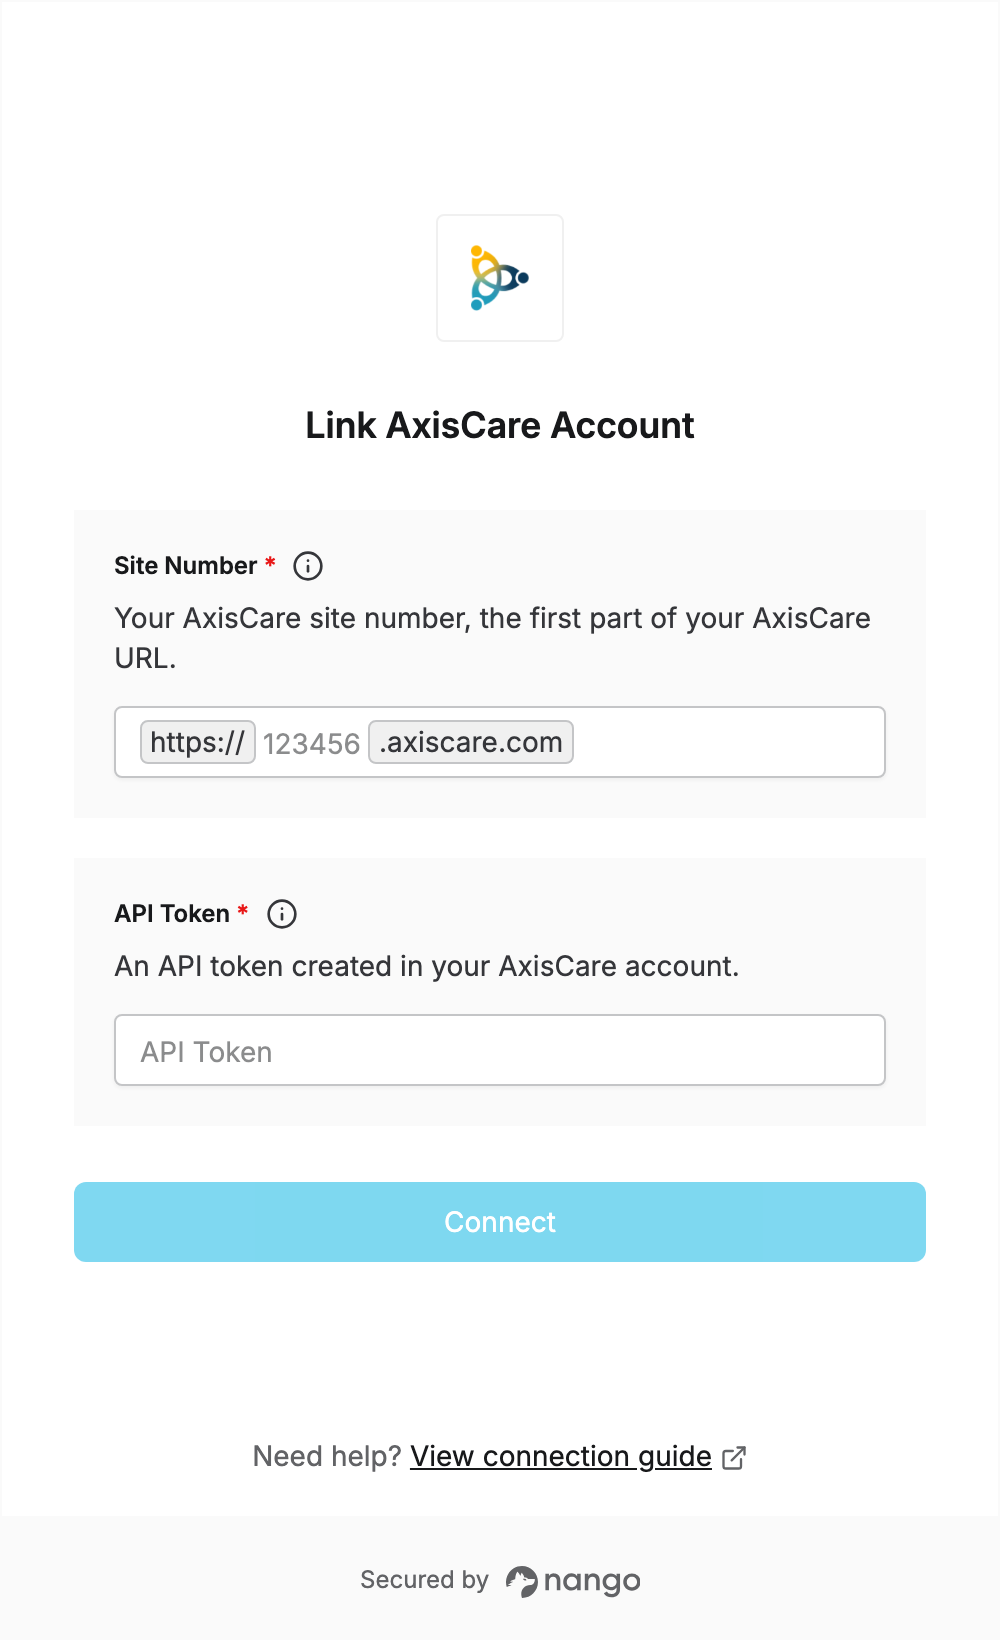 Link AxisCare Account
Site Number *
Your AxisCare site number, the first part of your AxisCare
URL.
https:// 123456 .axiscare.com
API Token *
An API token created in your AxisCare account.
API Token
Connect
Need help? View connection guide
Secured by nango